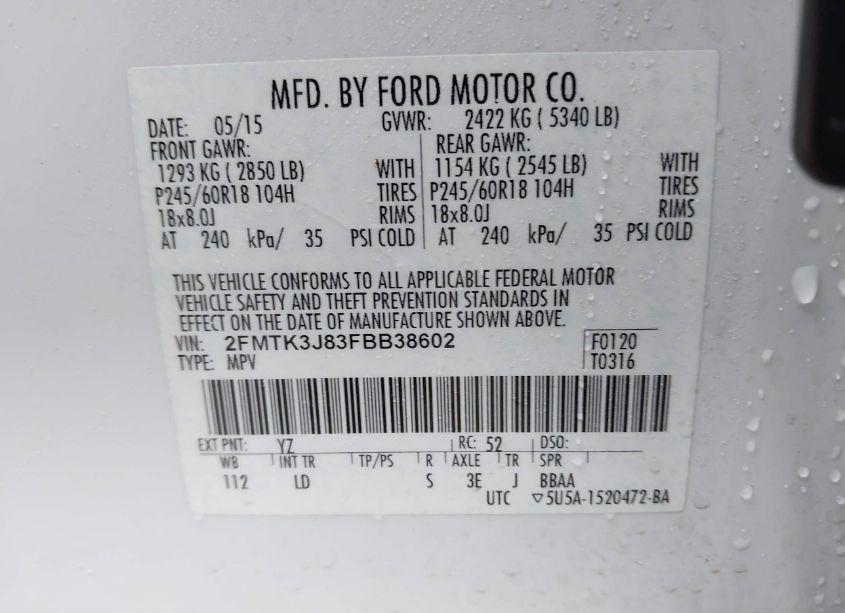 MFD. BY FORD MOTOR CO.
DATE: 05/15 GVWR: 2422 KG ( 5340 LB)
FRONT GAWR: REAR GAWR:
1293 KG ( 2850 LB) WITH 1154 KG ( 2545 LB) WITH
P245/60R18 104H TIRES P245/60R18 104H TIRES
18x8.0J RIMS 18x8.0J RIMS
AT 240 kPa/ 35 PSI COLD AT 240 kPa/ 35 PSI COLD
THIS VEHICLE CONFORMS TO ALL APPLICABLE FEDERAL MOTOR
VEHICLE SAFETY AND THEFT PREVENTION STANDARDS IN
EFFECT ON THE DATE OF MANUFACTURE SHOWN ABOVE.
VIN: 2FMTK3J83FBB38602 F0120
TYPE: MPV T0316
EXT PNT: YZ RC: 52 DSO:
WB INT TR TP/PS R AXLE TR SPR
112 LD S 3E J BBAA
UTC ▽5U5A-1520472-BA